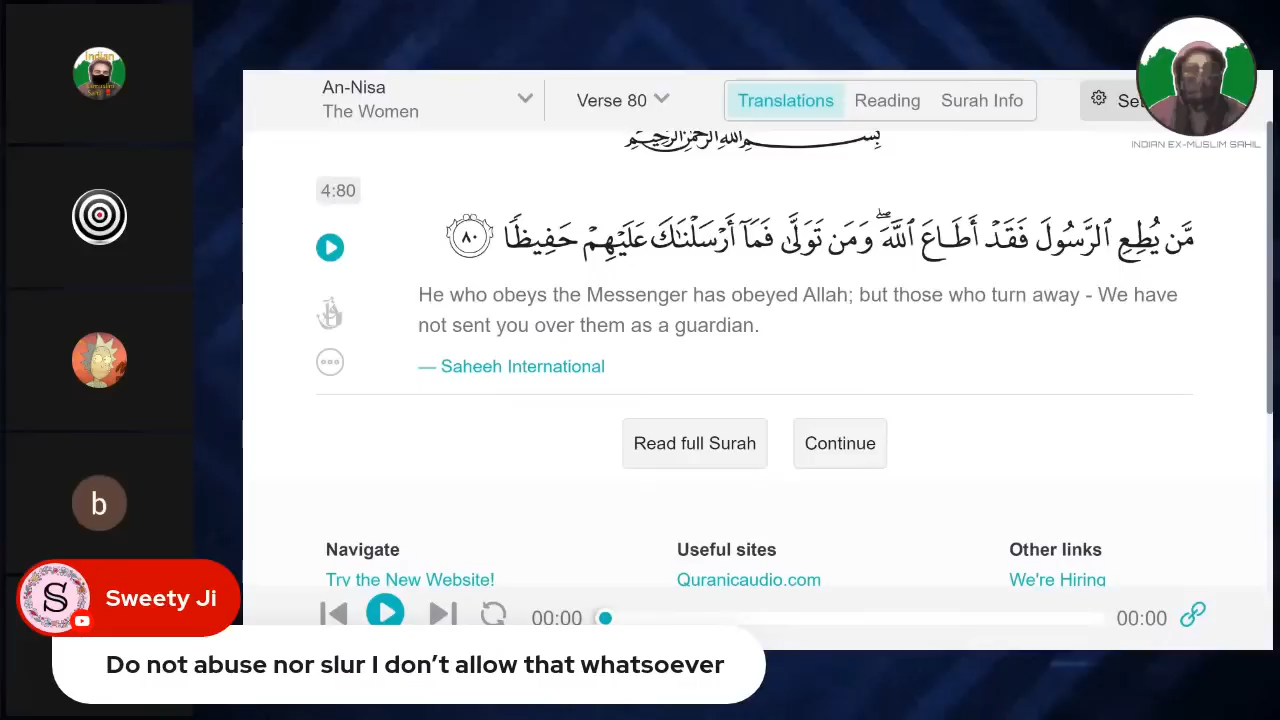 An-Nisa
The Women
Verse 80
Translations
Reading
Surah Info
INDIAN EX-MUSLIM SAHIL
بسم الله الرحمن الرحيم
4:80
مَّن يُطِعِ ٱلرَّسُولَ فَقَدْ أَطَاعَ ٱللَّهَ ۖ وَمَن تَوَلَّىٰ فَمَآ أَرْسَلْنَـٰكَ عَلَيْهِمْ حَفِيظًا ٨٠
He who obeys the Messenger has obeyed Allah; but those who turn away - We have
not sent you over them as a guardian.
— Saheeh International
Read full Surah
Continue
Navigate
Useful sites
Other links
Try the New Website!
Quranicaudio.com
We're Hiring
b
S
Sweety Ji
00:00
00:00
Do not abuse nor slur I don’t allow that whatsoever